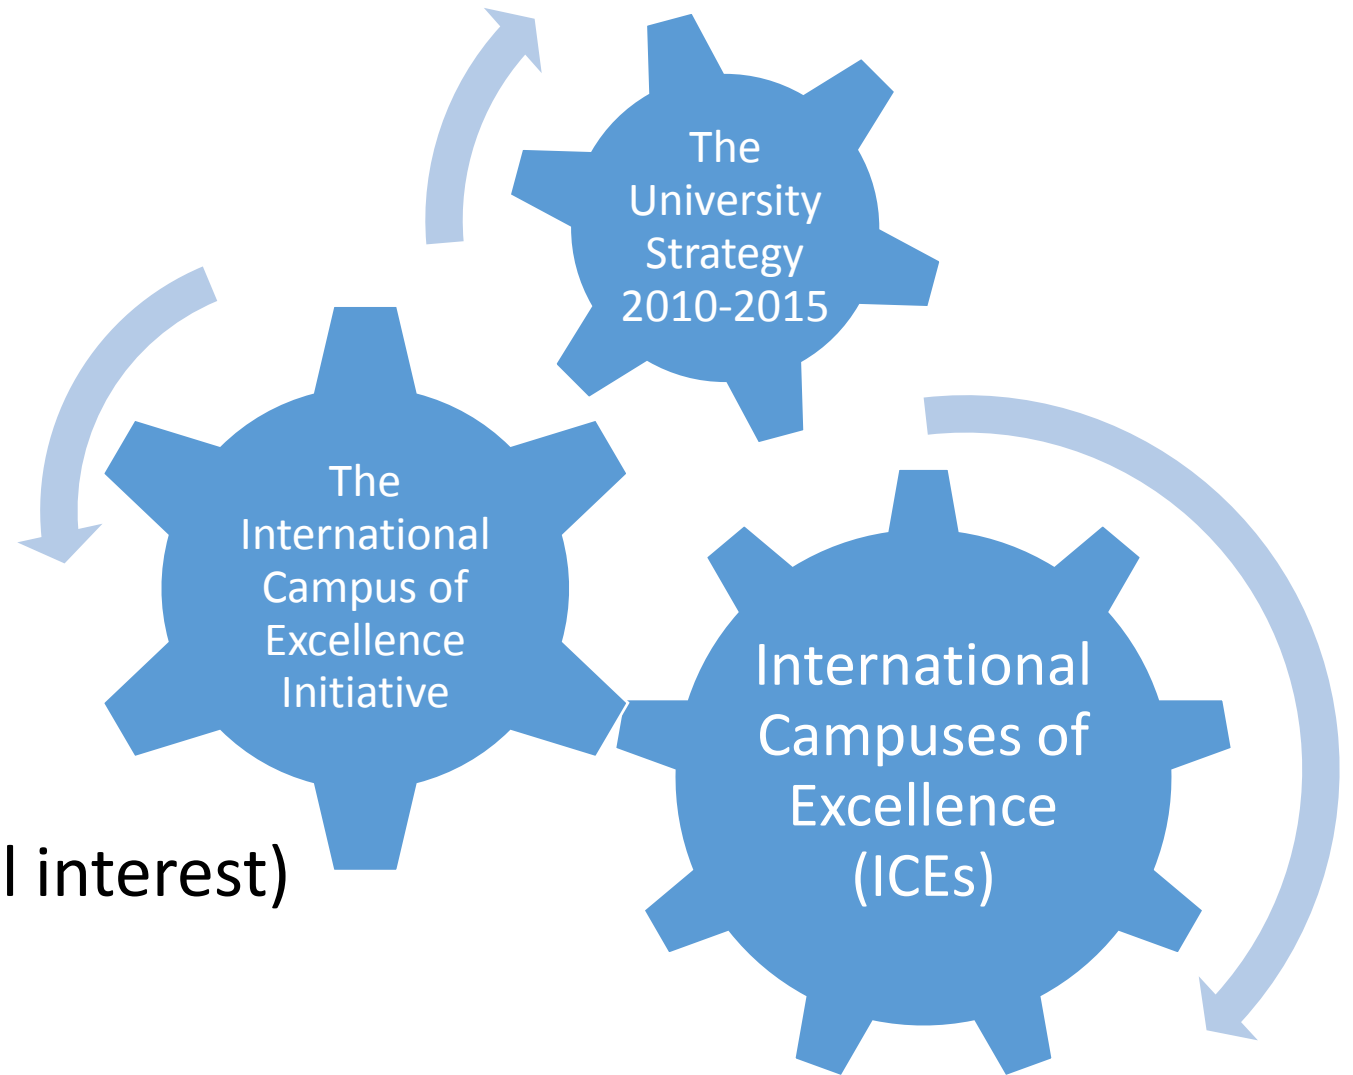 The
University
Strategy
2010-2015
The
International
Campus of
Excellence
Initiative
International
Campuses of
Excellence
(ICEs)
l interest)